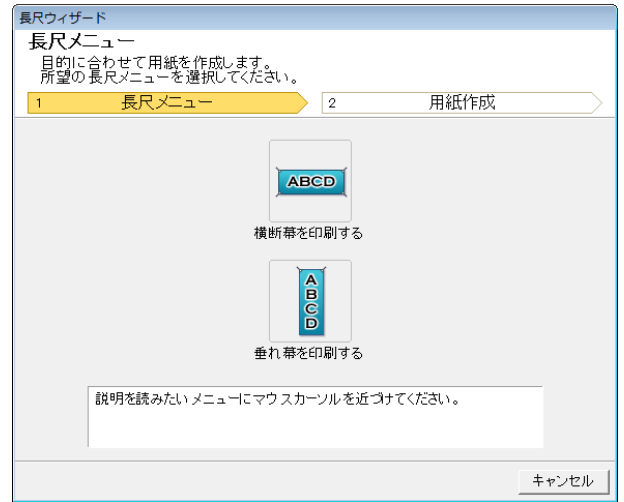 長尺ウィザード
長尺メニュー
目的に合わせて用紙を作成します。
所望の長尺メニューを選択してください。
1 長尺メニュー 2 用紙作成
ABCD
横断幕を印刷する
A
B
C
D
垂れ幕を印刷する
説明を読みたいメニューにマウスカーソルを近づけてください。
キャンセル